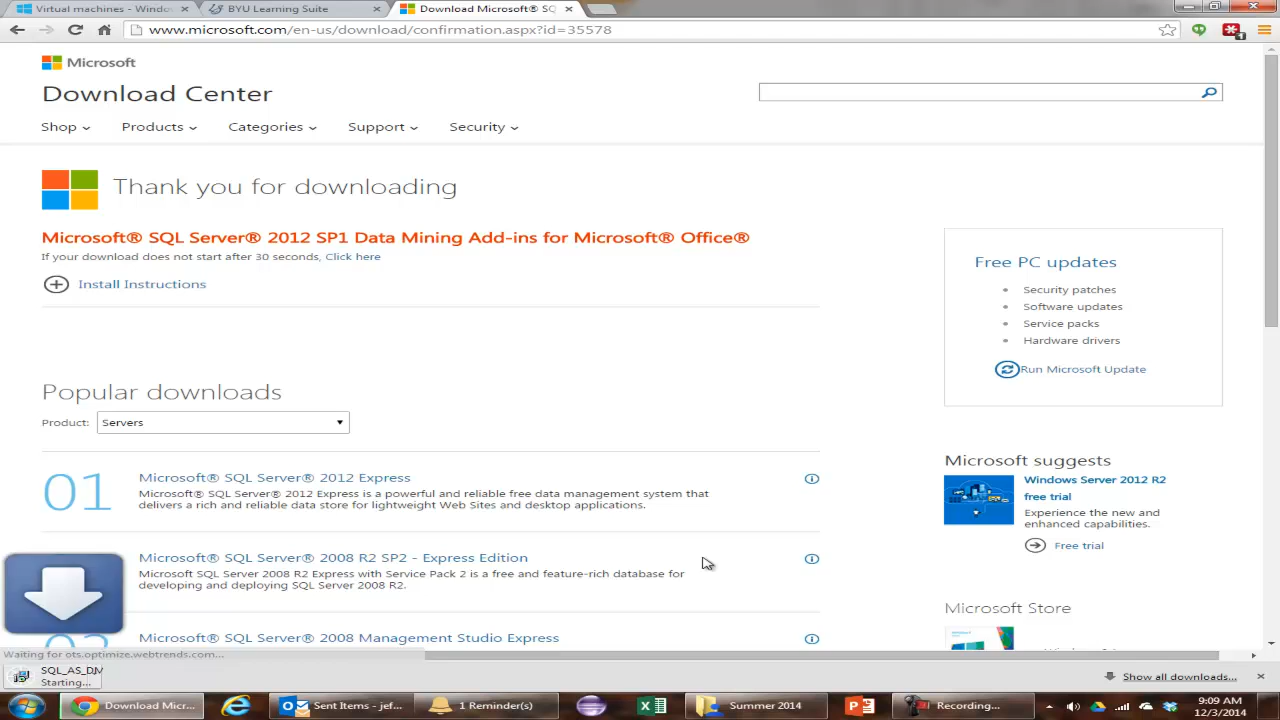 Virtual machines - Windo
BYU Learning Suite
Download Microsoft® SQ
www.microsoft.com/en-us/download/confirmation.aspx?id=35578
1
Microsoft
Download Center
Shop
Products
Categories
Support
Security
Thank you for downloading
Microsoft® SQL Server® 2012 SP1 Data Mining Add-ins for Microsoft® Office®
If your download does not start after 30 seconds, Click here
Install Instructions
Free PC updates
• Security patches
• Software updates
• Service packs
• Hardware drivers
Run Microsoft Update
Popular downloads
Product: Servers
01
Microsoft® SQL Server® 2012 Express
Microsoft® SQL Server® 2012 Express is a powerful and reliable free data management system that
delivers a rich and reliable data store for lightweight Web Sites and desktop applications.
Microsoft® SQL Server® 2008 R2 SP2 - Express Edition
Microsoft SQL Server 2008 R2 Express with Service Pack 2 is a free and feature-rich database for
developing and deploying SQL Server 2008 R2.
Microsoft® SQL Server® 2008 Management Studio Express
Microsoft suggests
Windows Server 2012 R2
free trial
Experience the new and
enhanced capabilities.
Free trial
Microsoft Store
Waiting for ots.optimize.webtrends.com...
SQL_AS_DM
Starting...
Show all downloads...
Download Micr...
Sent Items - jef...
1 Reminder(s)
Summer 2014
Recording...
9:09 AM
12/3/2014